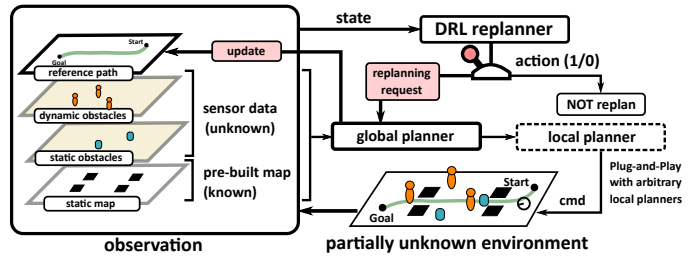 state
DRL replanner
update
action (1/0)
Start
Goal
reference path
replanning
request
NOT replan
dynamic obstacles
sensor data
(unknown)
static obstacles
global planner
local planner
pre-built map
(known)
static map
Start
Goal
cmd
Plug-and-Play
with arbitrary
local planners
observation
partially unknown environment